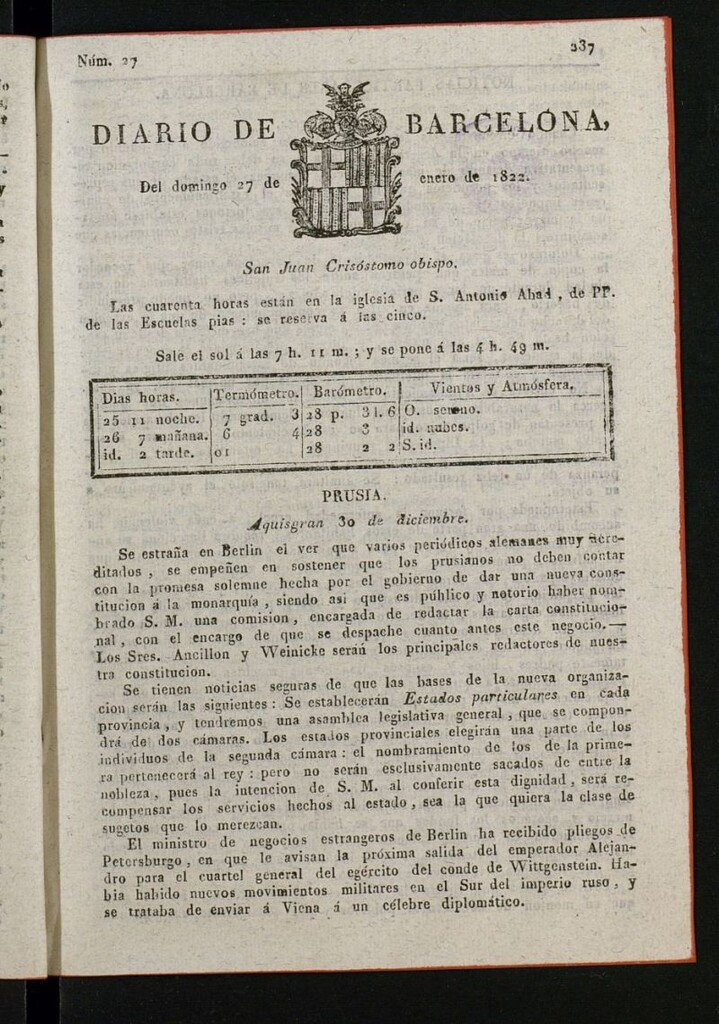 Núm. 27
237
DIARIO DE BARCELONA,
Del domingo 27 de enero de 1822.
San Juan Crisóstomo obispo.
Las cuarenta horas están en la iglesia de S. Antonio Abad, de PP.
de las Escuelas pias: se reserva á las cinco.
Sale el sol á las 7 h. 11 m.; y se pone á las 4 h. 49 m.
Dias horas. Termómetro. Barómetro. Vientos y Atmósfera.
25 11 noche. 7 grad. 3 28 p. 3 l. 6 O. sereno.
26 7 mañana. 6 4 28 3 id. nubes.
id. 2 tarde. 01 28 2 2 S. id.
PRUSIA.
Aquisgran 30 de diciembre.
Se estraña en Berlin el ver que varios periódicos alemanes muy acre-
ditados, se empeñen en sostener que los prusianos no deben contar
con la promesa solemne hecha por el gobierno de dar una nueva cons-
titucion á la monarquía, siendo así que es público y notorio haber nom-
brado S. M. una comision, encargada de redactar la carta constitucio-
nal, con el encargo de que se despache cuanto antes este negocio.—
Los Sres. Ancillon y Weinicke serán los principales redactores de nues-
tra constitucion.
Se tienen noticias seguras de que las bases de la nueva organiza-
cion serán las siguientes: Se establecerán Estados particulares en cada
provincia, y tendremos una asamblea legislativa general, que se compon-
drá de dos cámaras. Los estados provinciales elegirán una parte de los
individuos de la segunda cámara: el nombramiento de los de la prime-
ra pertenecerá al rey: pero no serán esclusivamente sacados de entre la
nobleza, pues la intencion de S. M. al conferir esta dignidad, será re-
compensar los servicios hechos al estado, sea la que quiera la clase de
sugetos que lo merezcan.
El ministro de negocios estrangeros de Berlin ha recibido pliegos de
Petersburgo, en que le avisan la próxima salida del emperador Alejan-
dro para el cuartel general del egército del conde de Wittgenstein. Ha-
bia habido nuevos movimientos militares en el Sur del imperio ruso, y
se trataba de enviar á Viena á un célebre diplomático.